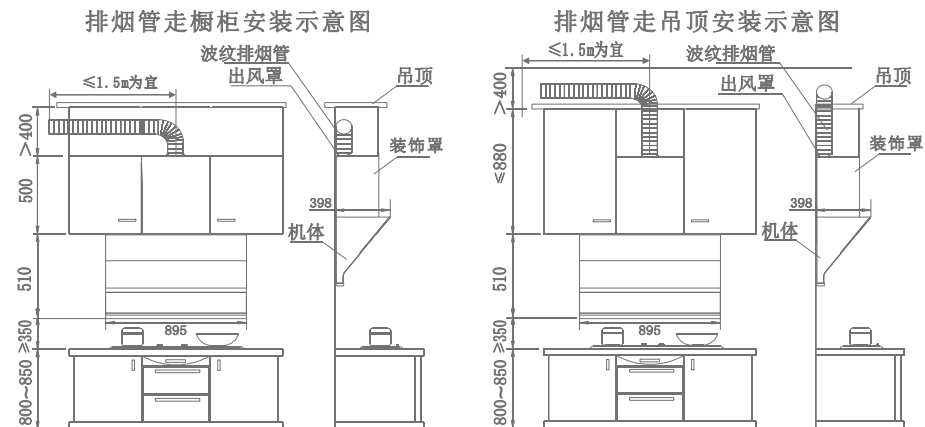 排烟管走橱柜安装示意图
波纹排烟管
出风罩
吊顶
≤1.5m为宜
>400
装饰罩
500
398
机体
510
895
≥350
800~850
排烟管走吊顶安装示意图
≤1.5m为宜
波纹排烟管
出风罩
吊顶
>400
装饰罩
≤880
398
机体
510
895
≥350
800~850